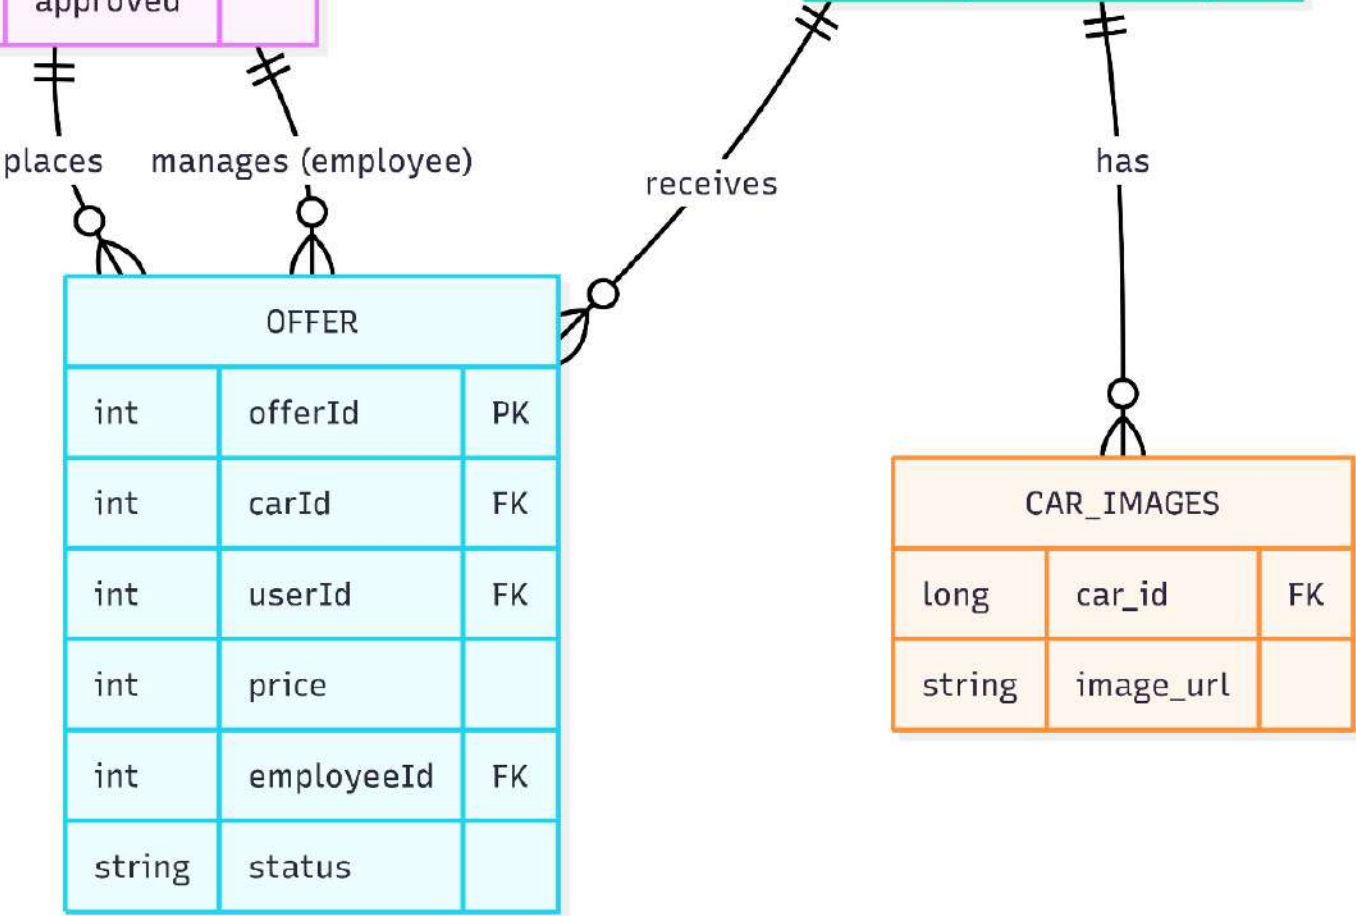 approved
places
manages (employee)
receives
has
OFFER
int offerId PK
int carId FK
int userId FK
int price
int employeeId FK
string status
CAR_IMAGES
long car_id FK
string image_url